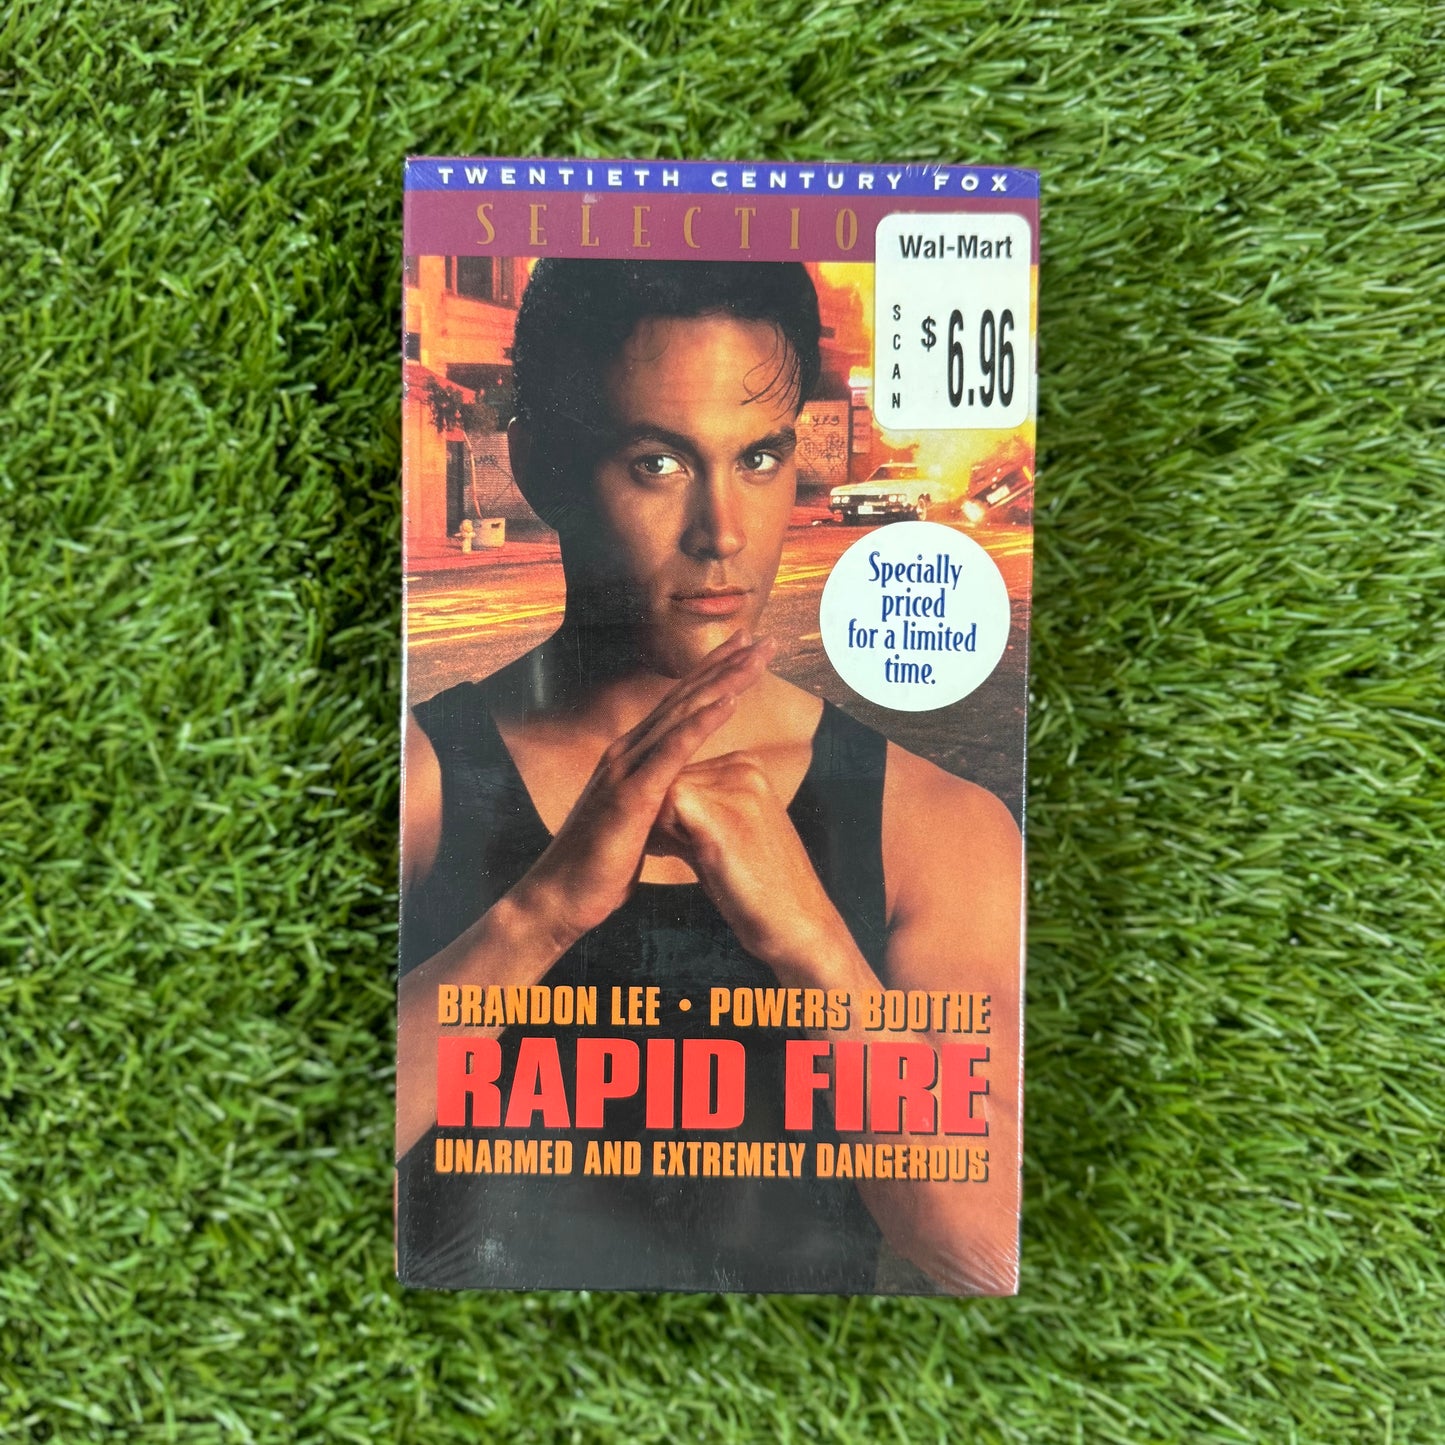 TWENTIETH CENTURY FOX
SELECTIO
Wal-Mart
SCAN
$6.96
Specially
priced
for a limited
time.
BRANDON LEE • POWERS BOOTHE
RAPID FIRE
UNARMED AND EXTREMELY DANGEROUS